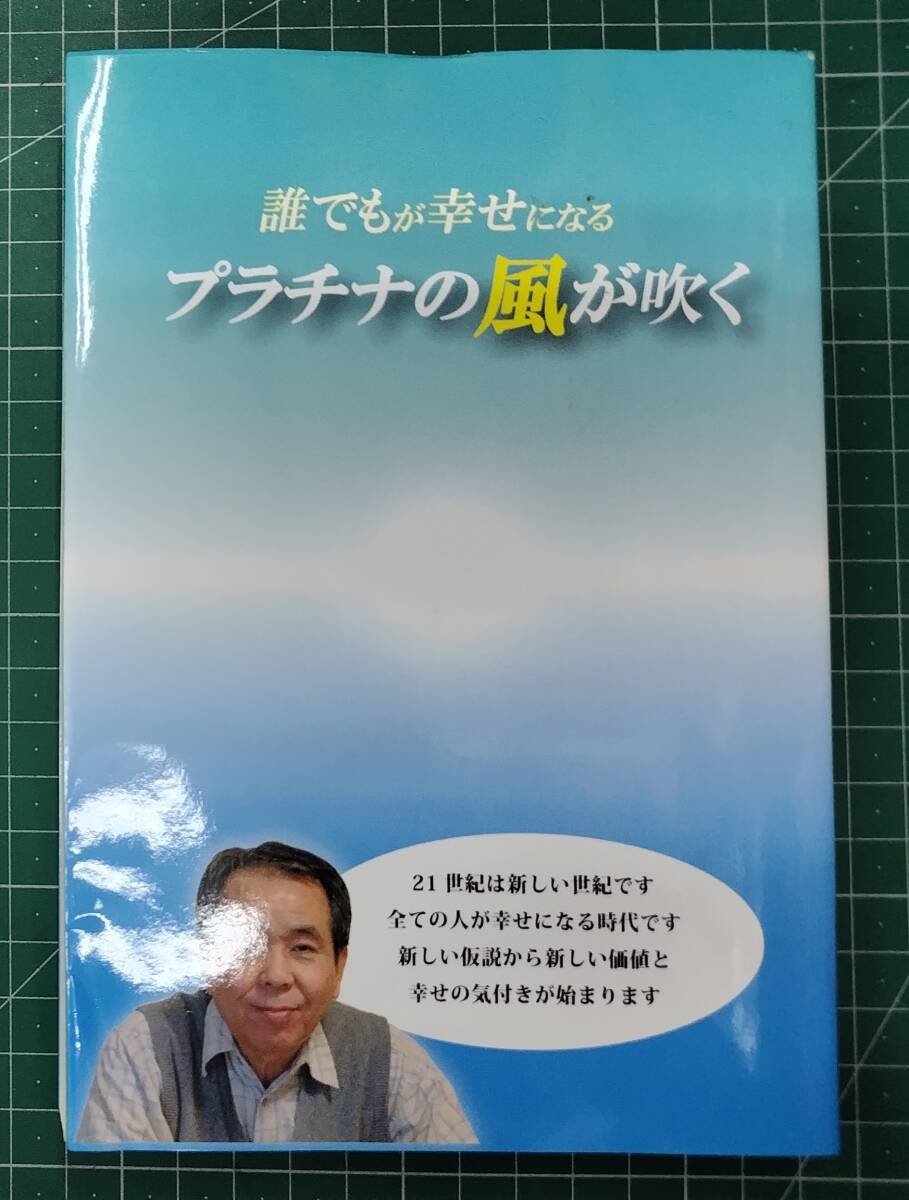 誰でもが幸せになる
プラチナの風が吹く
21世紀は新しい世紀です
全ての人が幸せになる時代です
新しい仮説から新しい価値と
幸せの気付きが始まります